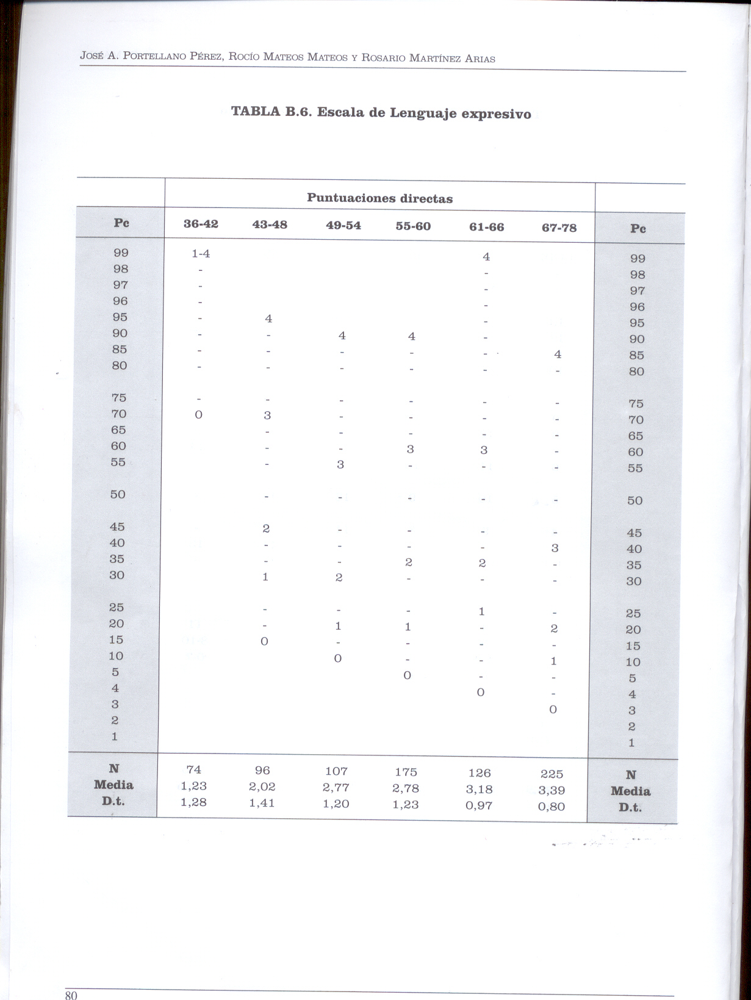 JOSÉ A. PORTELLANO PÉREZ, ROCÍO MATEOS MATEOS Y ROSARIO MARTÍNEZ ARIAS
TABLA B.6. Escala de Lenguaje expresivo
Puntuaciones directas
Pc 36-42 43-48 49-54 55-60 61-66 67-78 Pc
99 1-4 4 99
98 - - 98
97 - - 97
96 - - 96
95 - 4 - 95
90 - - 4 4 - 90
85 - - - - - 4 85
80 - - - - - - 80
75 - - - - - - 75
70 0 3 - - - - 70
65 - - - - - 65
60 - - 3 3 - 60
55 - 3 - - - 55
50 - - - - - 50
45 2 - - - - 45
40 - - - - 3 40
35 - - 2 2 - 35
30 1 2 - - - 30
25 - - - 1 - 25
20 - 1 1 - 2 20
15 0 - - - - 15
10 0 - - 1 10
5 0 - - 5
4 0 - 4
3 0 3
2 2
1 1
N 74 96 107 175 126 225 N
Media 1,23 2,02 2,77 2,78 3,18 3,39 Media
D.t. 1,28 1,41 1,20 1,23 0,97 0,80 D.t.
80